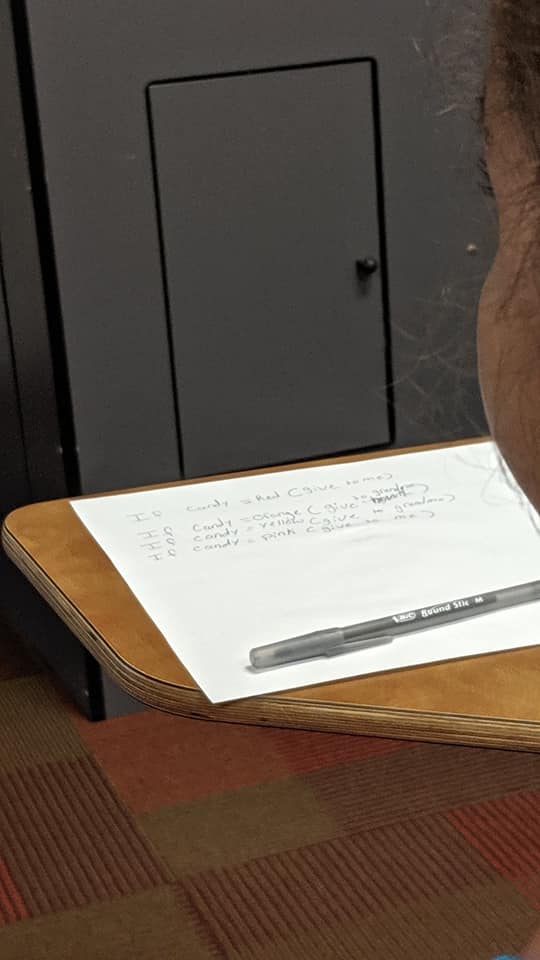 If candy = Red (give to me)
If candy = Orange (give to grandma)
If candy = yellow (give to grandma)
If candy = pink (give to me)
BIC Round Stic M